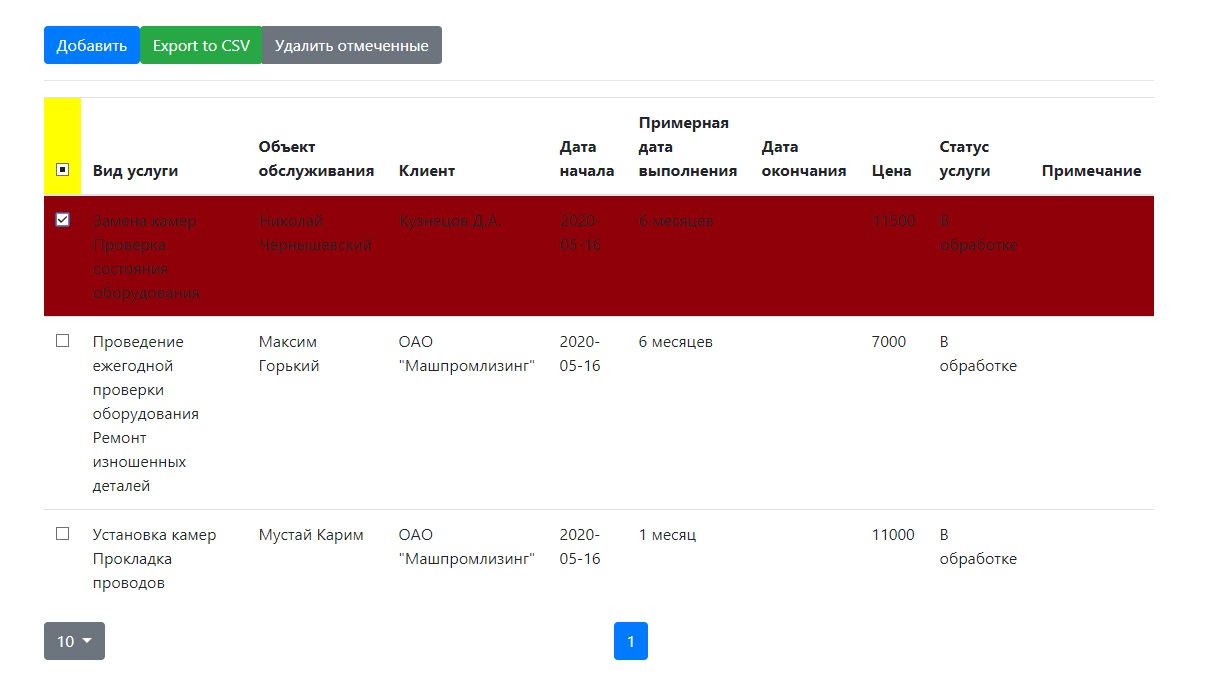 Добавить Export to CSV Удалить отмеченные
Примерная
Объект Дата дата Дата Статус
Вид услуги обслуживания Клиент начала выполнения окончания Цена услуги Примечание
Замена камер Николай Кузнецов Д.А. 2020- 6 месяцев 11500 В
Проверка Чернышевский 05-16 обработке
состояния
оборудования
Проведение Максим ОАО 2020- 6 месяцев 7000 В
ежегодной Горький "Машпромлизинг" 05-16 обработке
проверки
оборудования
Ремонт
изношенных
деталей
Установка камер Мустай Карим ОАО 2020- 1 месяц 11000 В
Прокладка "Машпромлизинг" 05-16 обработке
проводов
10 1